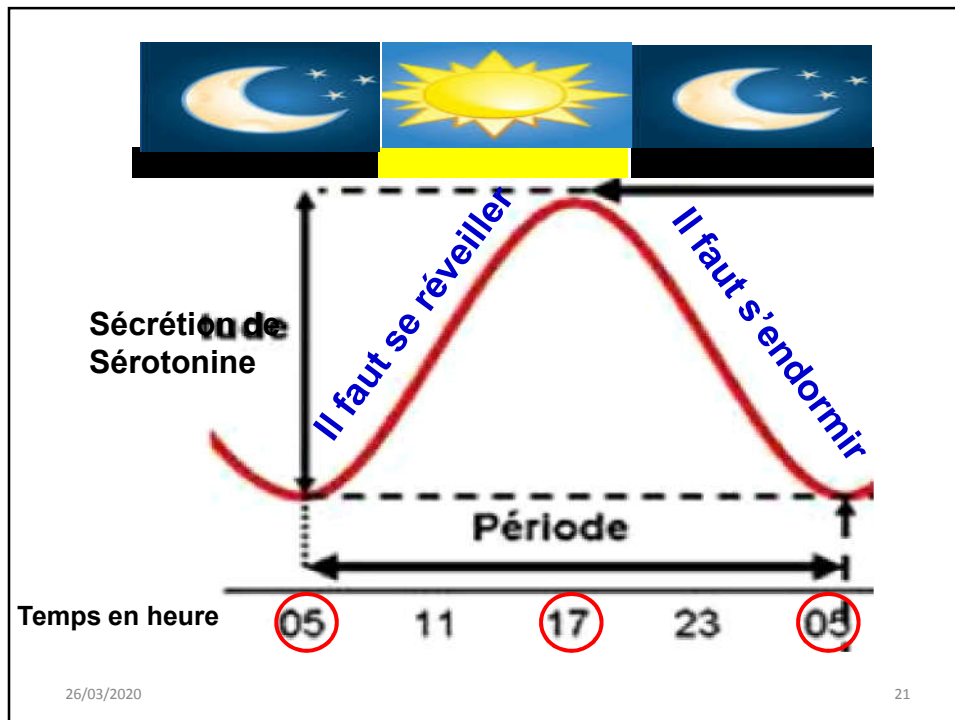 Il faut se réveiller
Il faut s'endormir
Sécrétion de
Sérotonine
Période
Temps en heure
05 11 17 23 05
26/03/2020
21